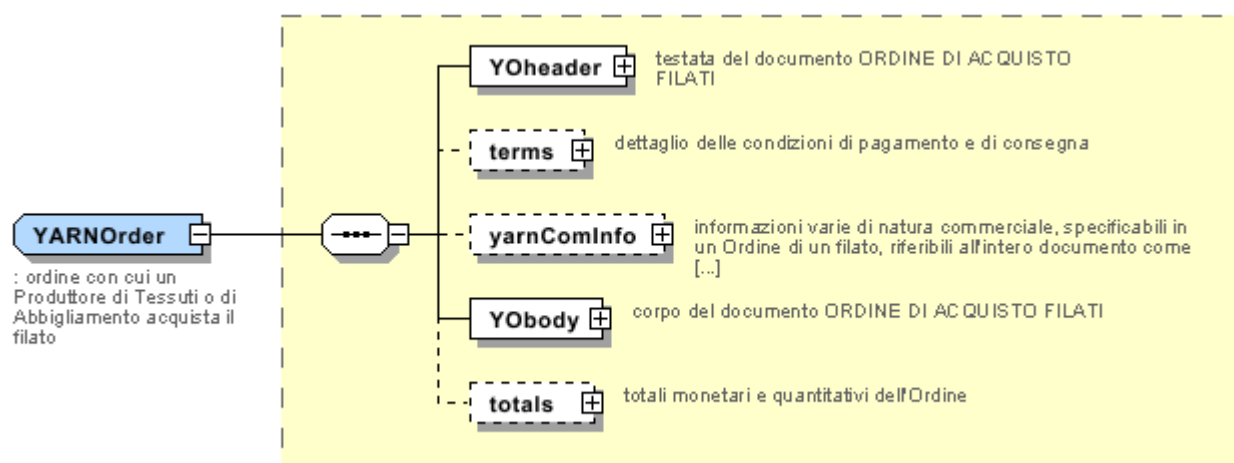 YOheader
testata del documento ORDINE DI ACQUISTO
FILATI
terms
dettaglio delle condizioni di pagamento e di consegna
yarnComInfo
informazioni varie di natura commerciale, specificabili in
un Ordine di un filato, riferibili all'intero documento come
[...]
YARNOrder
: ordine con cui un
Produttore di Tessuti o di
Abbigliamento acquista il
filato
YObody
corpo del documento ORDINE DI ACQUISTO FILATI
totals
totali monetari e quantitativi dell'Ordine